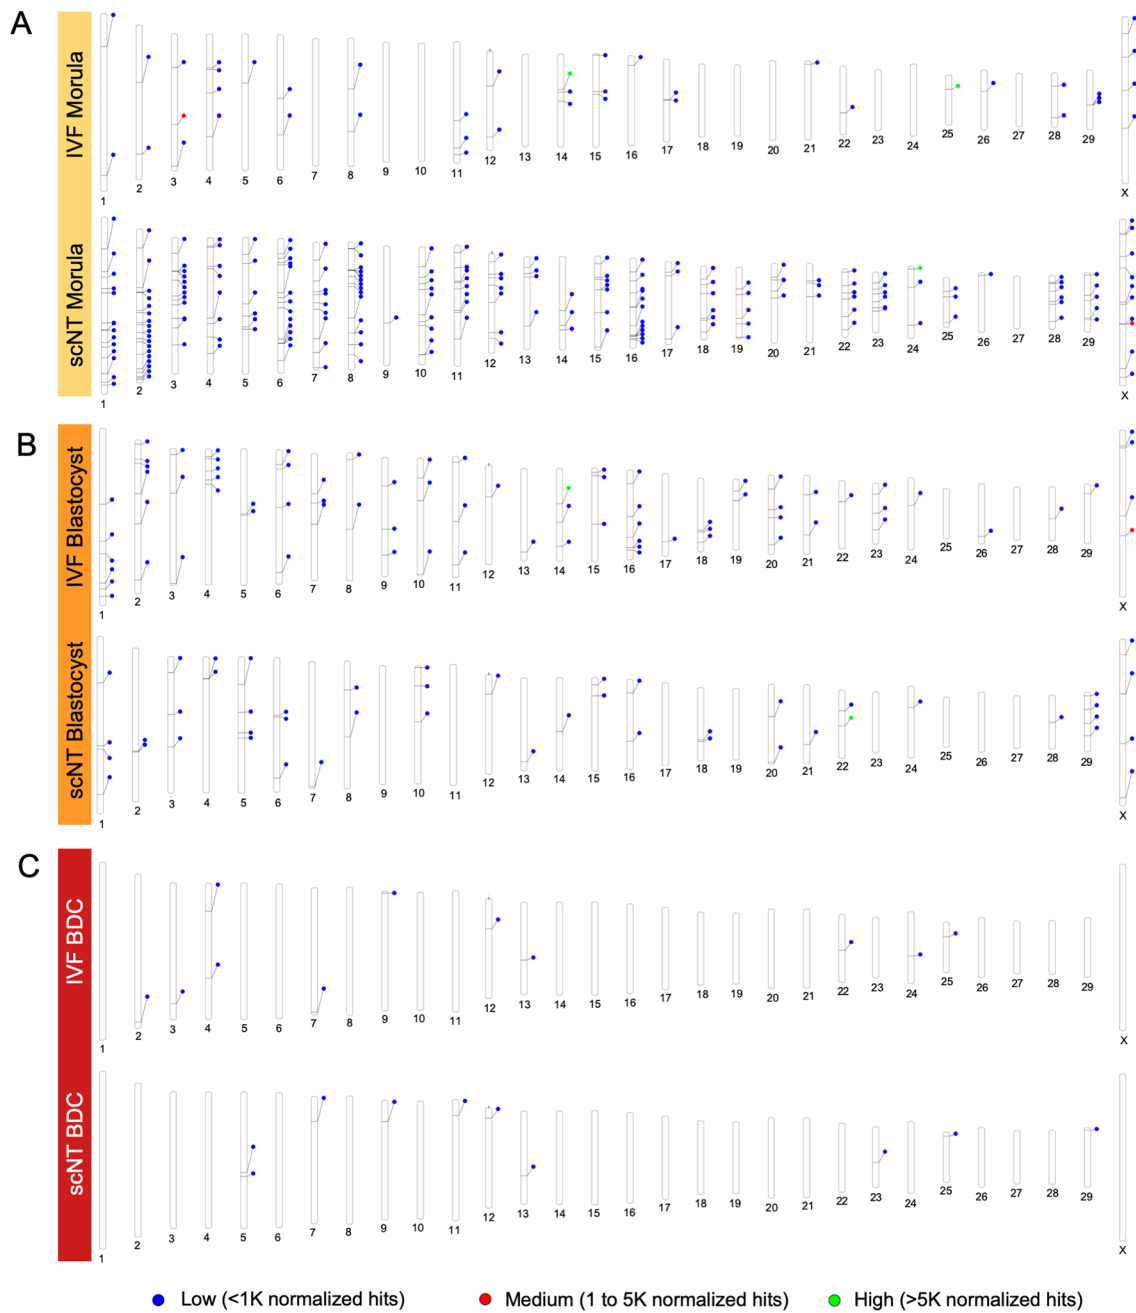 A
IVF Morula
1 2 3 4 5 6 7 8 9 10 11 12 13 14 15 16 17 18 19 20 21 22 23 24 25 26 27 28 29 X
scNT Morula
1 2 3 4 5 6 7 8 9 10 11 12 13 14 15 16 17 18 19 20 21 22 23 24 25 26 27 28 29 X
B
IVF Blastocyst
1 2 3 4 5 6 7 8 9 10 11 12 13 14 15 16 17 18 19 20 21 22 23 24 25 26 27 28 29 X
scNT Blastocyst
1 2 3 4 5 6 7 8 9 10 11 12 13 14 15 16 17 18 19 20 21 22 23 24 25 26 27 28 29 X
C
IVF BDC
1 2 3 4 5 6 7 8 9 10 11 12 13 14 15 16 17 18 19 20 21 22 23 24 25 26 27 28 29 X
scNT BDC
1 2 3 4 5 6 7 8 9 10 11 12 13 14 15 16 17 18 19 20 21 22 23 24 25 26 27 28 29 X
Low (<1K normalized hits) Medium (1 to 5K normalized hits) High (>5K normalized hits)